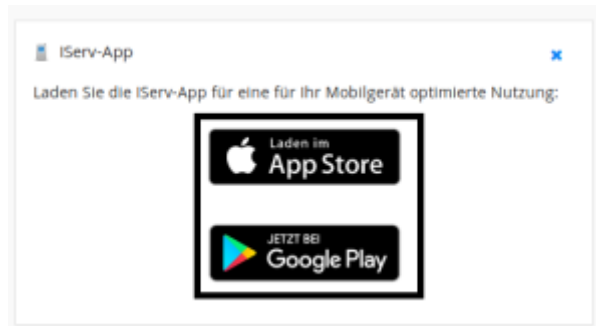 IServ-App
Laden Sie die IServ-App für eine für Ihr Mobilgerät optimierte Nutzung:
Laden im
App Store
JETZT BEI
Google Play